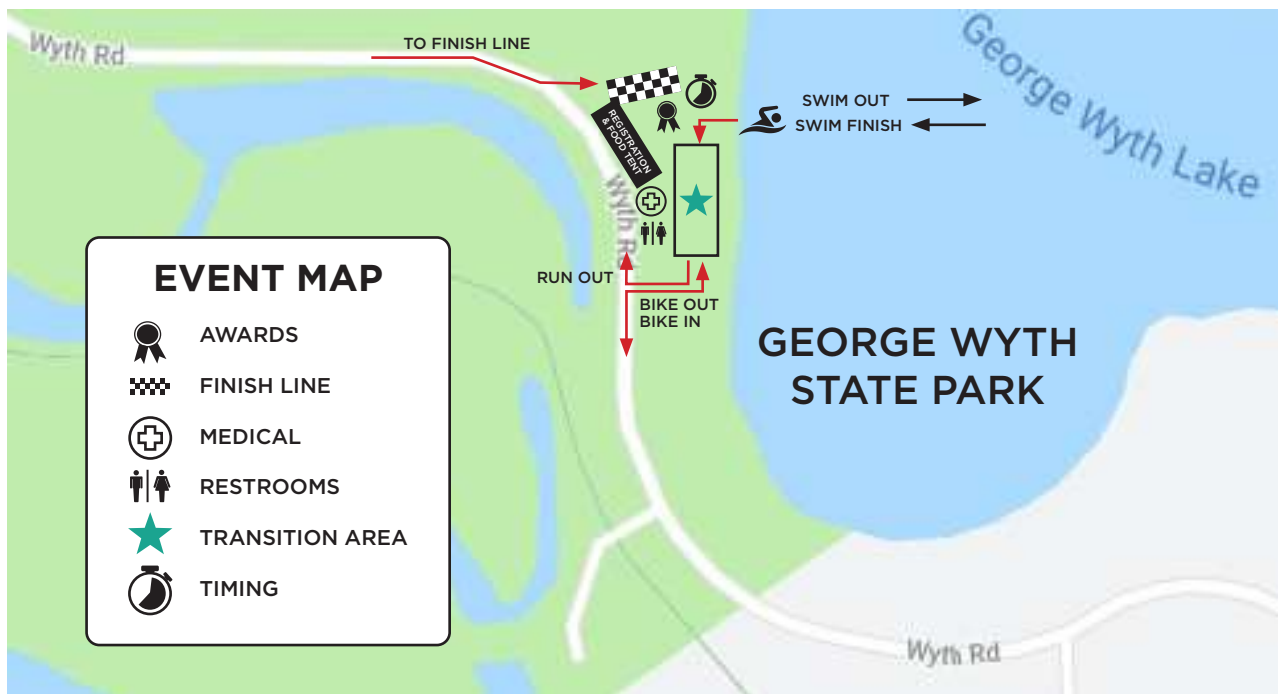 Wyth Rd
TO FINISH LINE
George Wyth Lake
SWIM OUT
SWIM FINISH
REGISTRATION
& FOOD TENT
Wyth Rd
RUN OUT
BIKE OUT
BIKE IN
GEORGE WYTH
STATE PARK
EVENT MAP
AWARDS
FINISH LINE
MEDICAL
RESTROOMS
TRANSITION AREA
TIMING
Wyth Rd